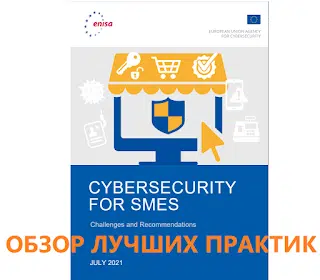 enisa
EUROPEAN UNION AGENCY
FOR CYBERSECURITY
CYBERSECURITY
FOR SMES
Challenges and Recommendations
ОБЗОР ЛУЧШИХ ПРАКТИК
JULY 2021